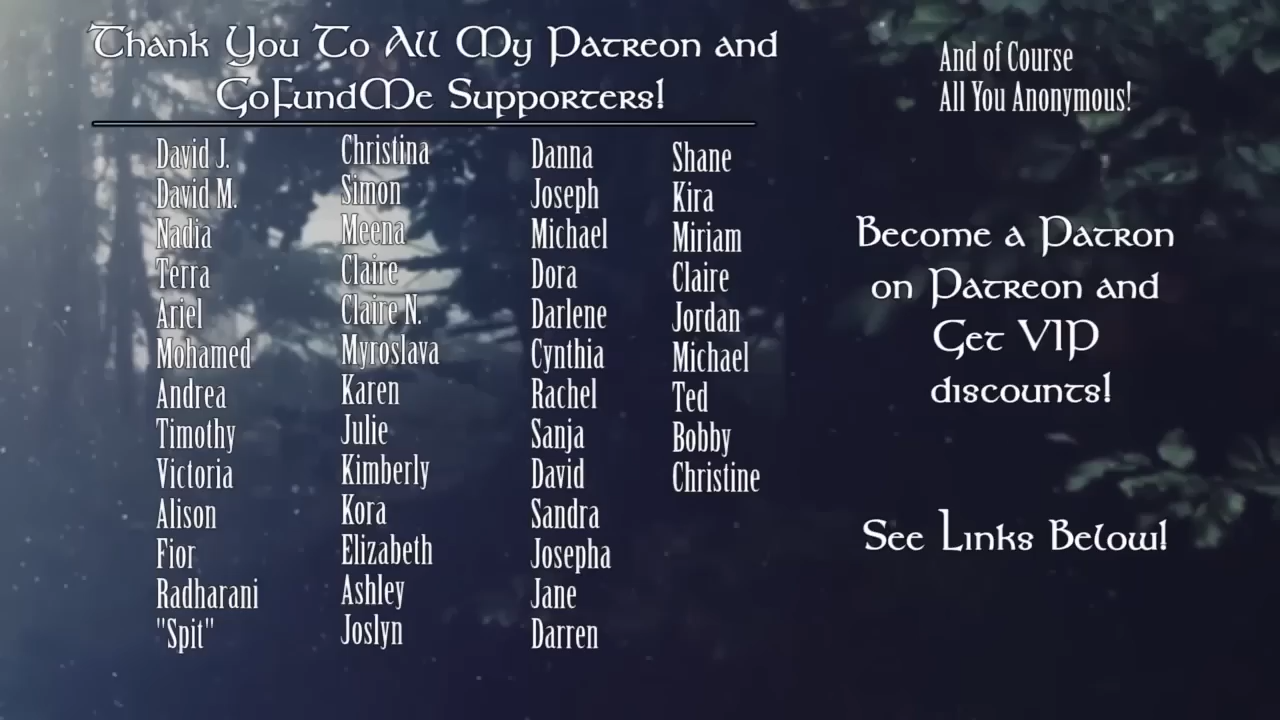 Thank You To All My Patreon and
GoFundMe Supporters!
David J.
David M.
Nadia
Terra
Ariel
Mohamed
Andrea
Timothy
Victoria
Alison
Fior
Radharani
"Spit"
Christina
Simon
Meena
Claire
Claire N.
Myroslava
Karen
Julie
Kimberly
Kora
Elizabeth
Ashley
Joslyn
Danna
Joseph
Michael
Dora
Darlene
Cynthia
Rachel
Sanja
David
Sandra
Josepha
Jane
Darren
Shane
Kira
Miriam
Claire
Jordan
Michael
Ted
Bobby
Christine
And of Course
All You Anonymous!
Become a Patron
on Patreon and
Get VIP
discounts!
See Links Below!